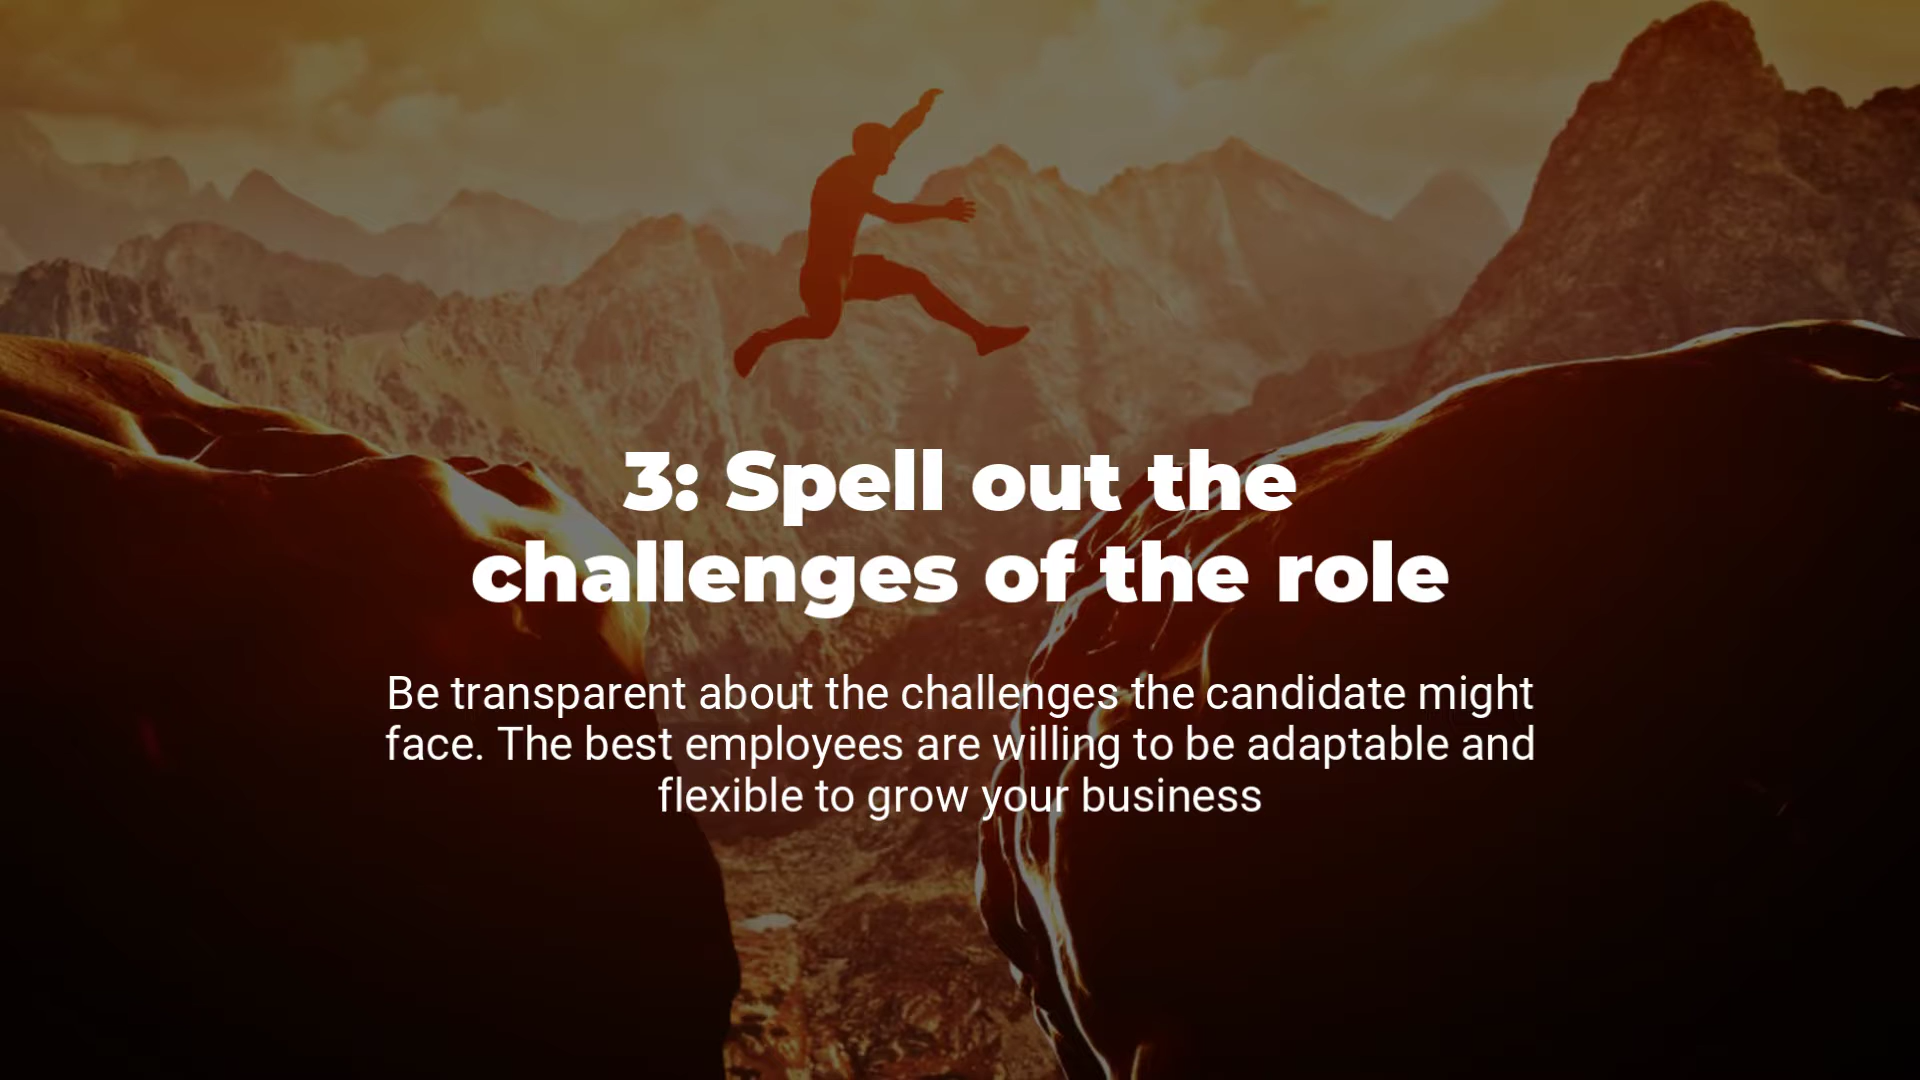 3: Spell out the
challenges of the role
Be transparent about the challenges the candidate might
face. The best employees are willing to be adaptable and
flexible to grow your business